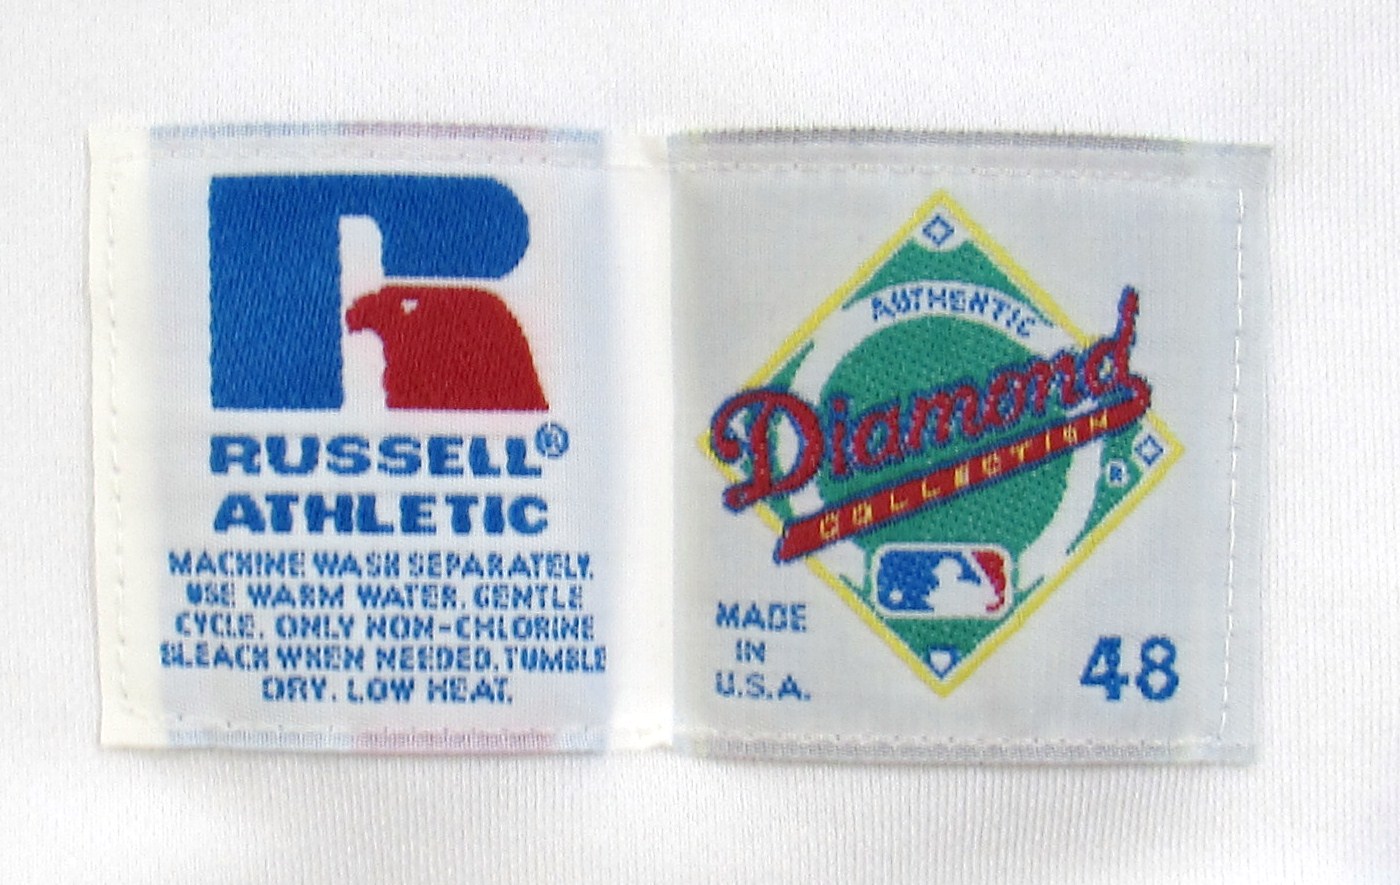 RUSSELL®
ATHLETIC
MACHINE WASH SEPARATELY.
USE WARM WATER. GENTLE
CYCLE. ONLY NON-CHLORINE
BLEACH WHEN NEEDED. TUMBLE
DRY. LOW HEAT.
AUTHENTIC
Diamond
COLLECTION
®
MADE
IN
U.S.A.
48